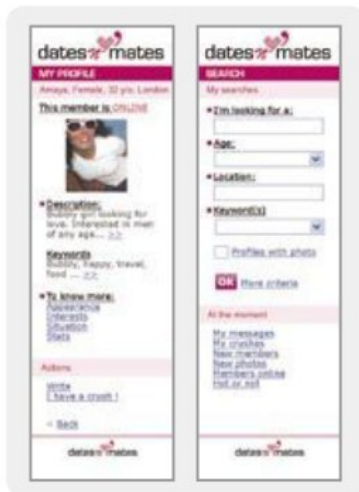 dates n mates
MY PROFILE
Amaya, Female, 32 y/o, London
This member is ONLINE
Description:
Bubbly girl looking for
love. Interested in men
of any age... >>
Keywords
Bubbly, happy, travel,
food ... >>
To know more:
Appearance
Interests
Situation
Stats
Actions
Write
I have a crush !
< Back
dates n mates
dates n mates
SEARCH
My searches
I'm looking for a:
Age:
Location:
Keyword(s)
Profiles with photo
OK More criteria
At the moment
My messages
My crushes
New members
New photos
Members online
Hot or not
dates n mates